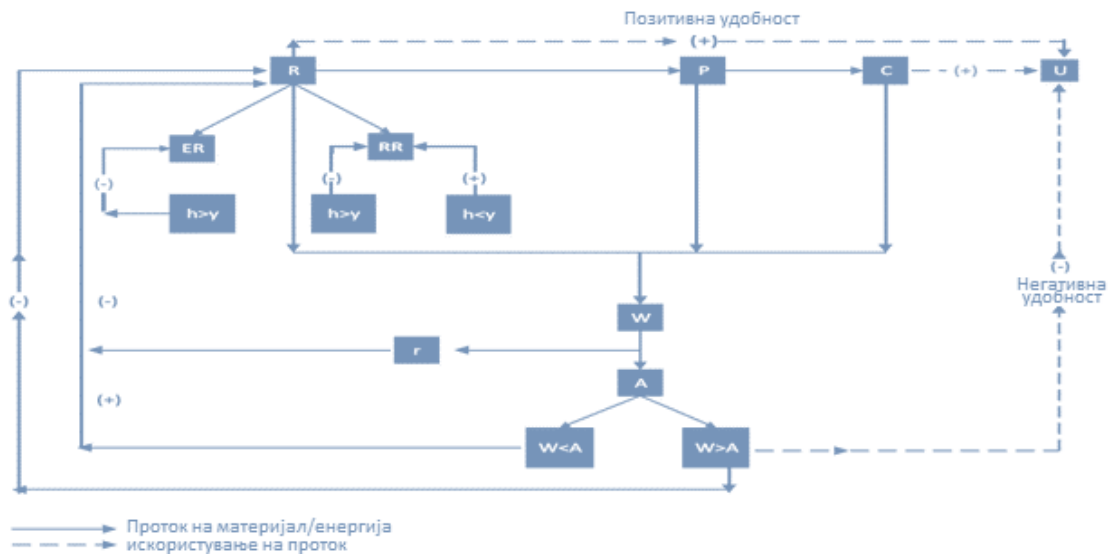 Позитивна удобност
(+)
R
P
C
(+)
U
ER
RR
(-)
(-)
(+)
h>y
h>y
h<y
(-)
(-)
(-)
Негативна
удобност
W
r
A
(+)
W<A
W>A
Проток на материјал/енергија
искористување на проток